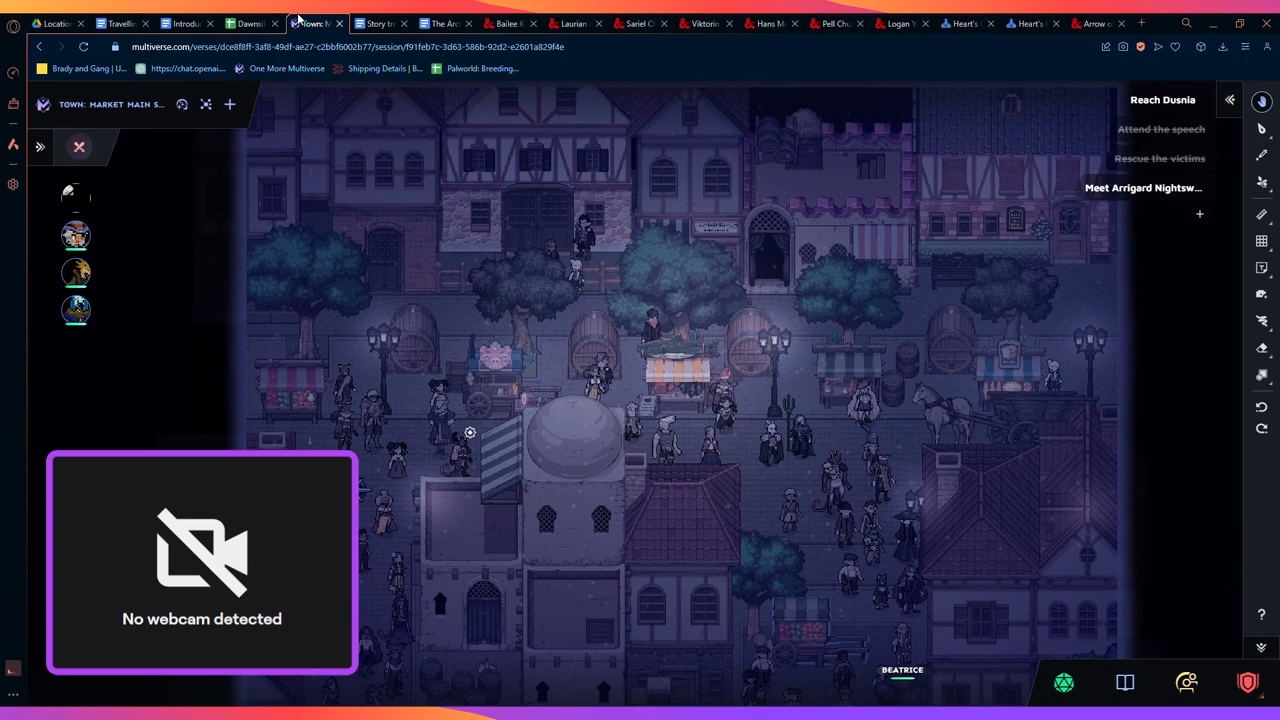 Location
Travellin
Introduc
Dawnsi
Town: M
Story tr
The Arc
Bailee K
Laurian
Sariel C
Viktorin
Hans M
Pell Chu
Logan Y
Heart's
Heart's
Arrow o
multiverse.com/verses/dce8f8ff-3af8-49df-ae27-c2bbf6002b77/session/f91feb7c-3d63-586b-92d2-e2601a829f4e
Brady and Gang | U...
https://chat.openai....
One More Multiverse
Shipping Details | B...
Palworld: Breeding...
TOWN: MARKET MAIN S...
Reach Dusnia
Attend the speech
Rescue the victims
Meet Arrigard Nightsw...
No webcam detected
BEATRICE